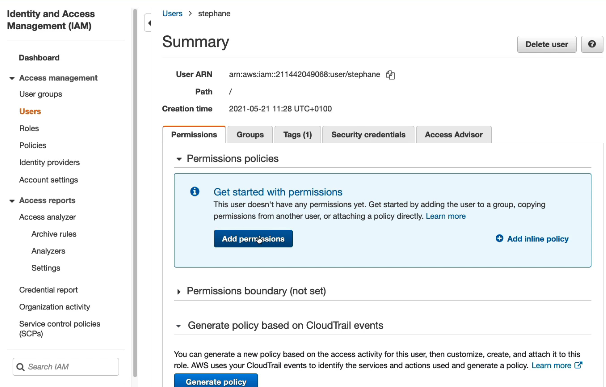 Identity and Access
Management (IAM)
Dashboard
Access management
User groups
Users
Roles
Policies
Identity providers
Account settings
Access reports
Access analyzer
Archive rules
Analyzers
Settings
Credential report
Organization activity
Service control policies
(SCPs)
Search IAM
Users > stephane
Summary
Delete user
?
User ARN arn:aws:iam::211442049068:user/stephane
Path /
Creation time 2021-05-21 11:28 UTC+0100
Permissions Groups Tags (1) Security credentials Access Advisor
Permissions policies
Get started with permissions
This user doesn't have any permissions yet. Get started by adding the user to a group, copying
permissions from another user, or attaching a policy directly. Learn more
Add permissions
Add inline policy
Permissions boundary (not set)
Generate policy based on CloudTrail events
You can generate a new policy based on the access activity for this user, then customize, create, and attach it to this
role. AWS uses your CloudTrail events to identify the services and actions used and generate a policy. Learn more
Generate policy